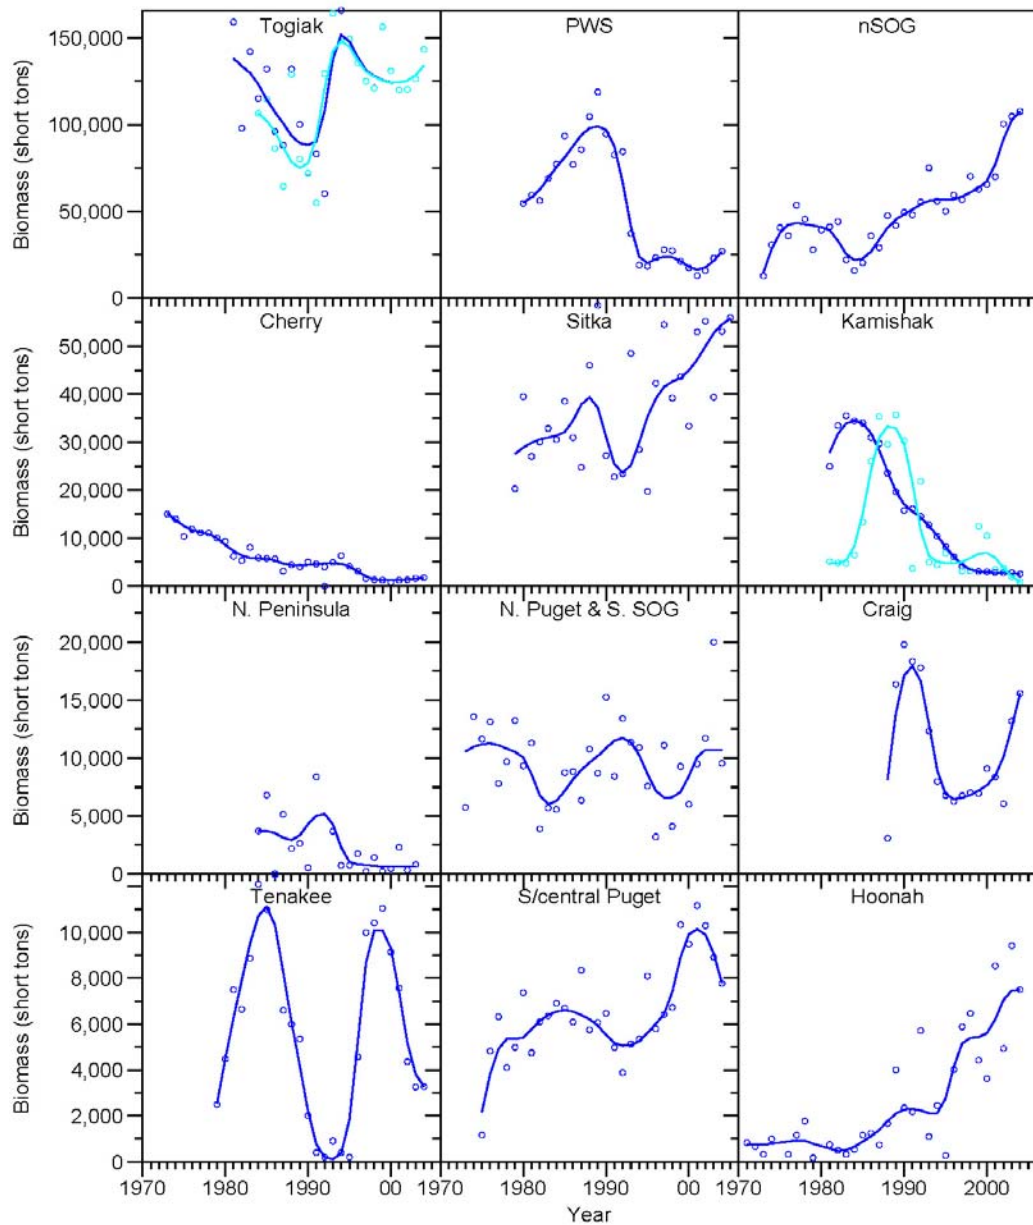 Togiak PWS nSOG
150,000
100,000
50,000
0
Biomass (short tons)
Cherry Sitka Kamishak
50,000
40,000
30,000
20,000
10,000
0
Biomass (short tons)
N. Peninsula N. Puget & S. SOG Craig
20,000
15,000
10,000
5,000
0
Biomass (short tons)
Tenakee S/central Puget Hoonah
10,000
8,000
6,000
4,000
2,000
0
Biomass (short tons)
1970 1980 1990 00 1970 1980 1990 00 1970 1980 1990 2000
Year